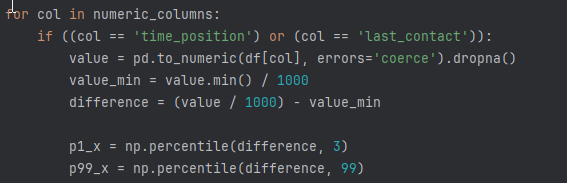 for col in numeric_columns:
    if ((col == 'time_position') or (col == 'last_contact')):
        value = pd.to_numeric(df[col], errors='coerce').dropna()
        value_min = value.min() / 1000
        difference = (value / 1000) - value_min

        p1_x = np.percentile(difference, 3)
        p99_x = np.percentile(difference, 99)